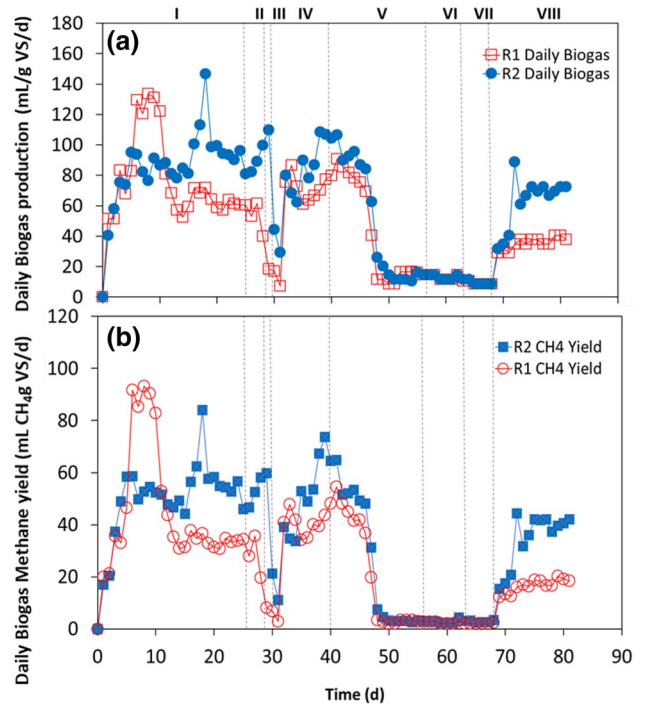 I II III IV V VI VII VIII
(a)
R1 Daily Biogas
R2 Daily Biogas
Daily Biogas production (mL/g VS/d)
180
160
140
120
100
80
60
40
20
0
(b)
R2 CH4 Yield
R1 CH4 Yield
Daily Biogas Methane yield (mL CH₄g VS/d)
120
100
80
60
40
20
0
0 10 20 30 40 50 60 70 80 90
Time (d)